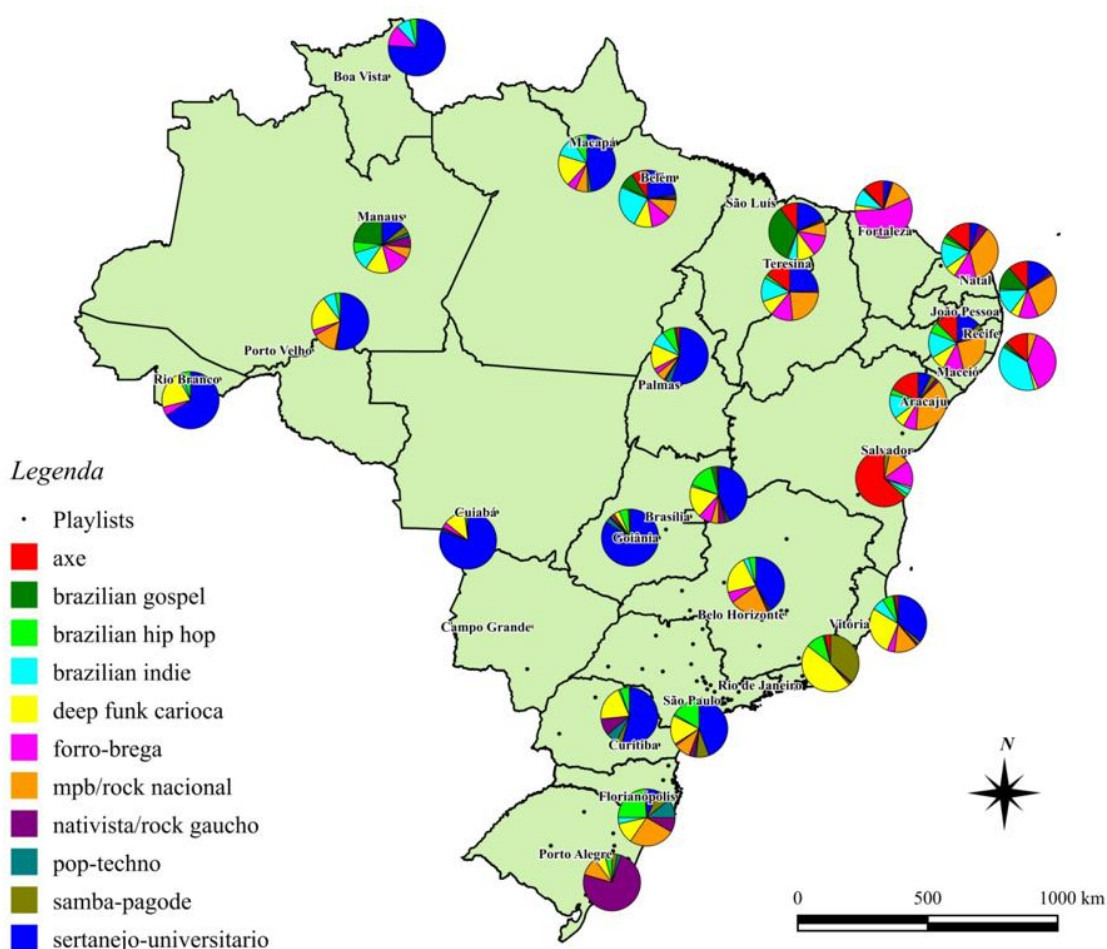 Boa Vista
Macapá
Belém
São Luís
Fortaleza
Manaus
Teresina
Natal
João Pessoa
Recife
Porto Velho
Palmas
Maceió
Rio Branco
Aracaju
Salvador
Legenda
Playlists
axe
brazilian gospel
brazilian hip hop
brazilian indie
deep funk carioca
forro-brega
mpb/rock nacional
nativista/rock gaucho
pop-techno
samba-pagode
sertanejo-universitario
Cuiabá
Brasília
Goiânia
Campo Grande
Belo Horizonte
Vitória
Rio de Janeiro
São Paulo
Curitiba
Florianópolis
Porto Alegre
N
0 500 1000 km